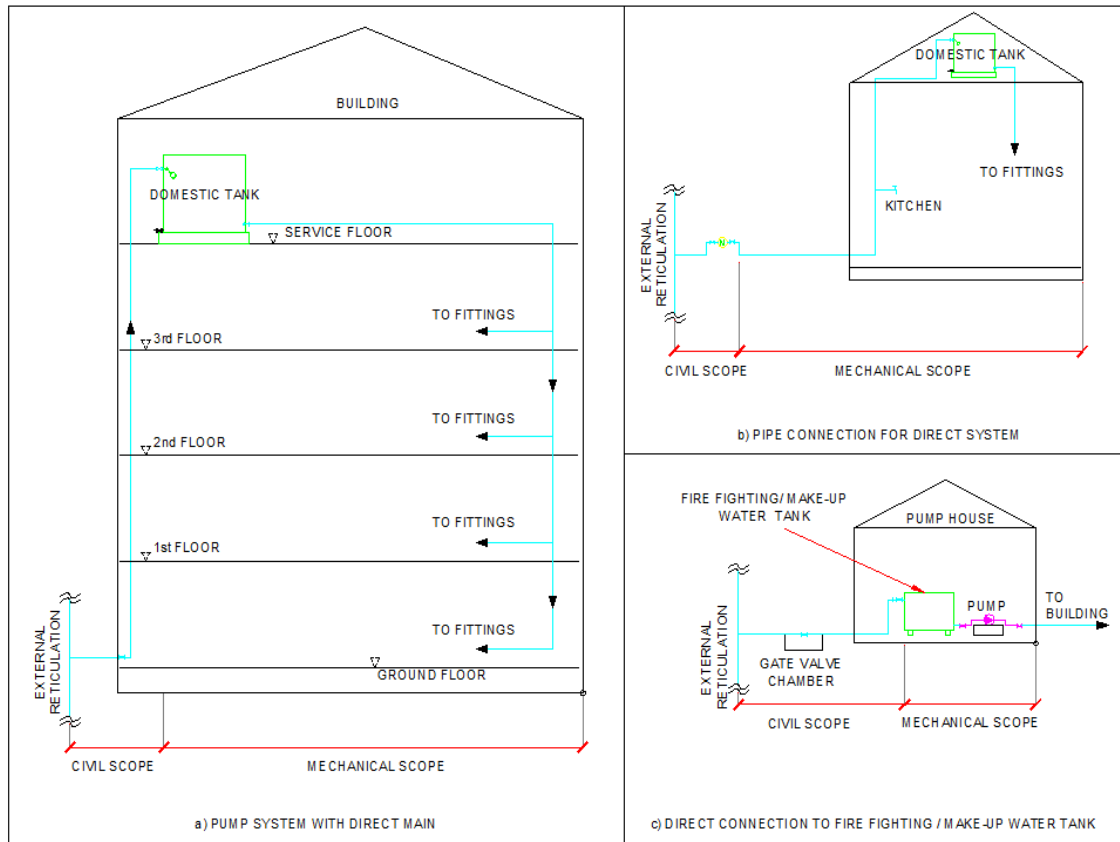 BUILDING
DOMESTIC TANK
SERVICE FLOOR
TO FITTINGS
3rd FLOOR
TO FITTINGS
2nd FLOOR
TO FITTINGS
1st FLOOR
TO FITTINGS
GROUND FLOOR
EXTERNAL
RETICULATION
CIVIL SCOPE
MECHANICAL SCOPE
a) PUMP SYSTEM WITH DIRECT MAIN
DOMESTIC TANK
TO FITTINGS
KITCHEN
N
EXTERNAL
RETICULATION
CIVIL SCOPE
MECHANICAL SCOPE
b) PIPE CONNECTION FOR DIRECT SYSTEM
FIRE FIGHTING/ MAKE-UP
WATER TANK
PUMP HOUSE
PUMP
TO
BUILDING
GATE VALVE
CHAMBER
EXTERNAL
RETICULATION
CIVIL SCOPE
MECHANICAL SCOPE
c) DIRECT CONNECTION TO FIRE FIGHTING / MAKE-UP WATER TANK